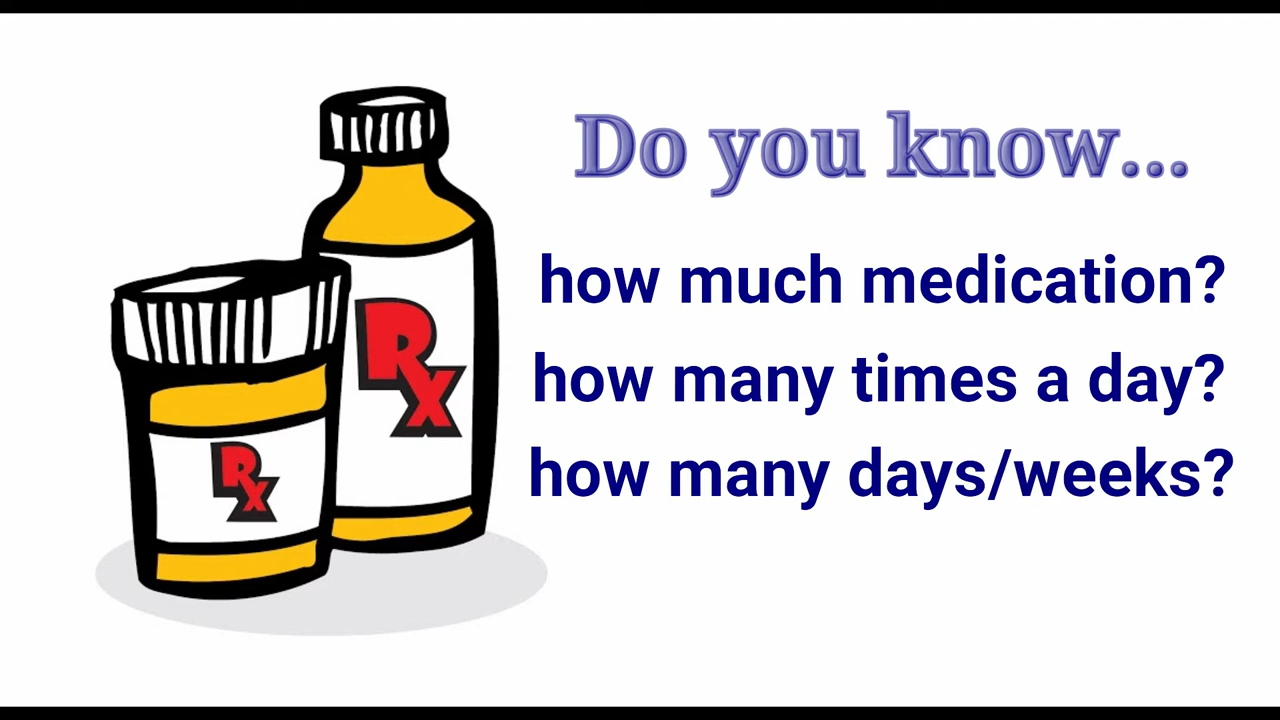 Do you know...
how much medication?
how many times a day?
how many days/weeks?
Rx
Rx